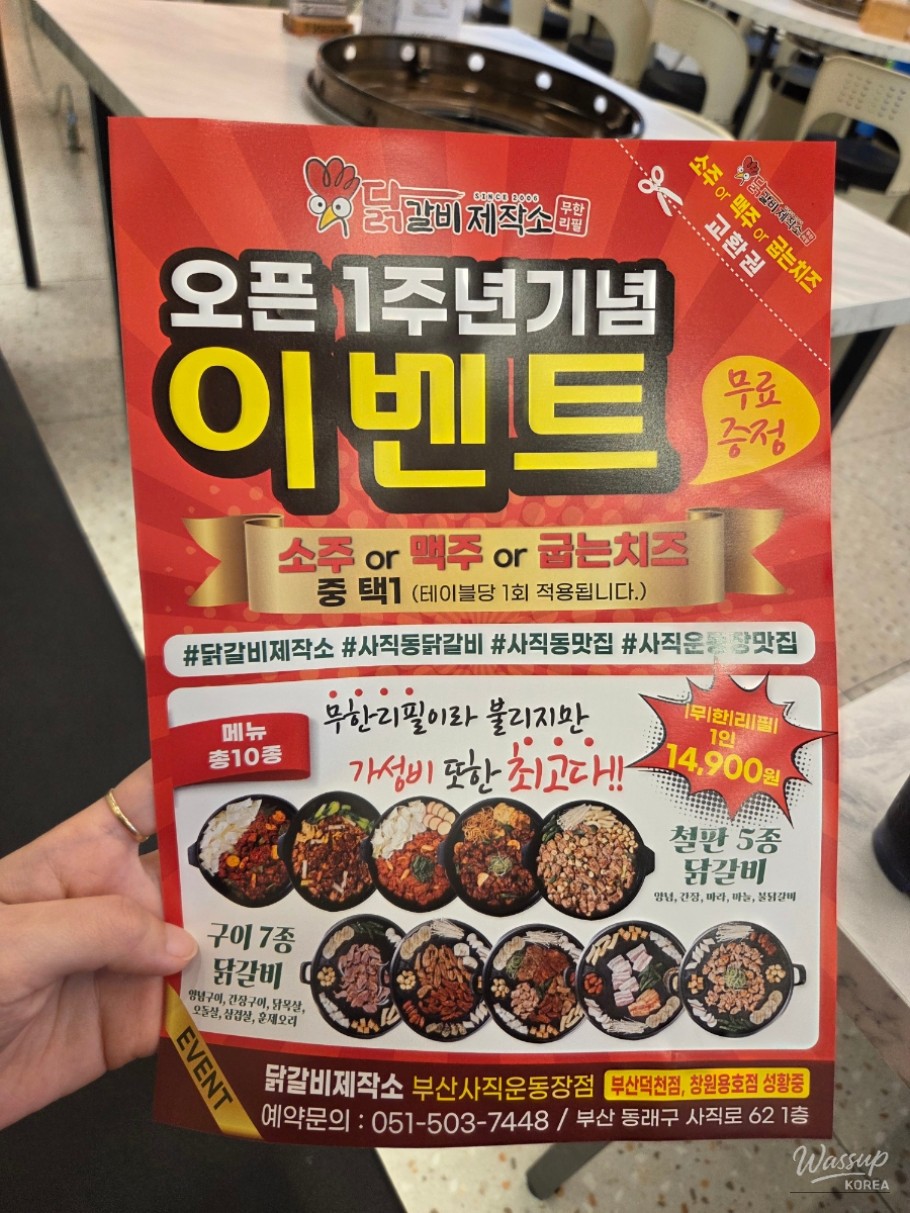 닭갈비제작소 무한리필
SINCE 2006
소주 or 맥주 or 굽는치즈
교환권
닭갈비제작소
오픈 1주년기념
이벤트
무료
증정
소주 or 맥주 or 굽는치즈
중 택1 (테이블당 1회 적용됩니다.)
#닭갈비제작소 #사직동닭갈비 #사직동맛집 #사직운동장맛집
메뉴
총10종
무한리필이라 불리지만
가성비 또한 최고다!!
|무|한|리|필|
1인
14,900원
철판 5종
닭갈비
양념, 간장, 마라, 마늘, 불닭갈비
구이 7종
닭갈비
양념구이, 간장구이, 닭목살,
오돌살, 삼겹살, 훈제오리
EVENT
닭갈비제작소 부산사직운동장점 부산덕천점, 창원용호점 성황중
예약문의 : 051-503-7448 / 부산 동래구 사직로 62 1층
Wassup
KOREA